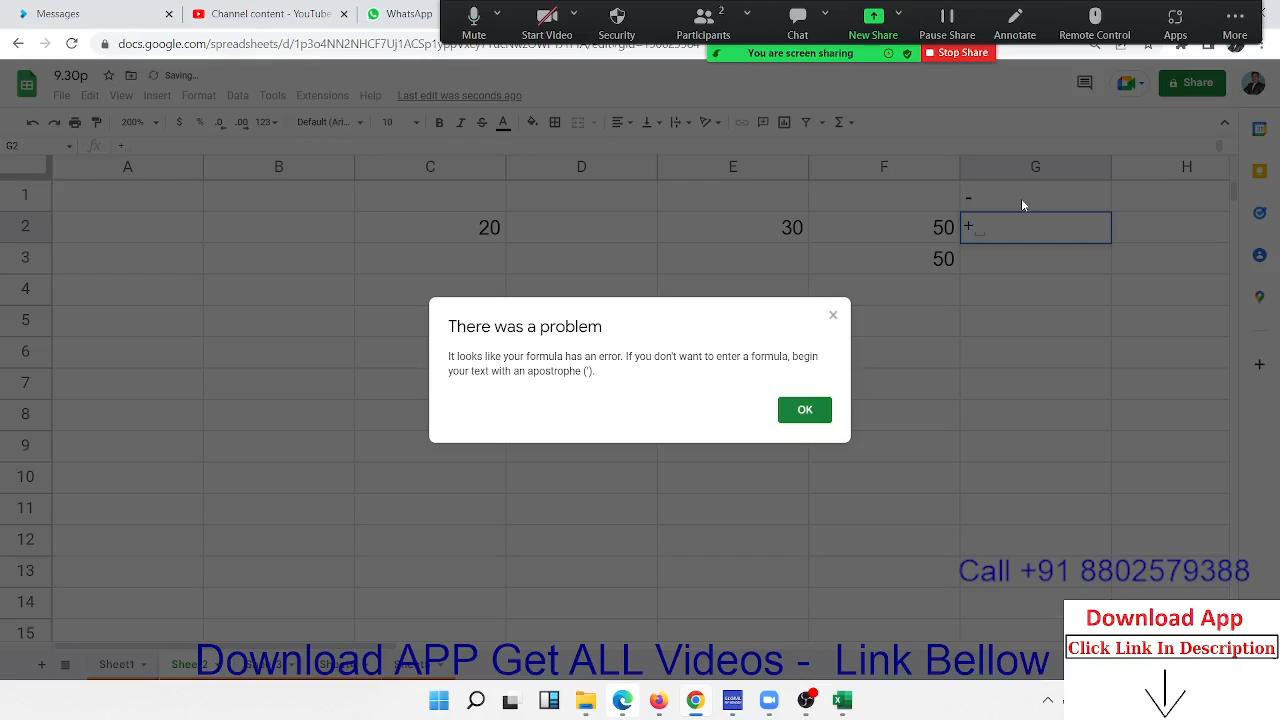 Messages
Channel content - YouTube
WhatsApp
Mute
Start Video
Security
2
Participants
Chat
New Share
Pause Share
Annotate
Remote Control
Apps
More
You are screen sharing
Stop Share
9.30p
Saving...
File Edit View Insert Format Data Tools Extensions Help Last edit was seconds ago
Share
200% $ % .0 .00 123 Default (Ari... 10 B I S A
G2 fx +
A B C D E F G H
1 -
2 20 30 50 +
3 50
4
5
6
7
8
9
10
11
12
13
14
15
There was a problem
It looks like your formula has an error. If you don't want to enter a formula, begin
your text with an apostrophe (').
OK
Call +91 8802579388
Download App
Click Link In Description
Sheet1
Download APP Get ALL Videos - Link Bellow